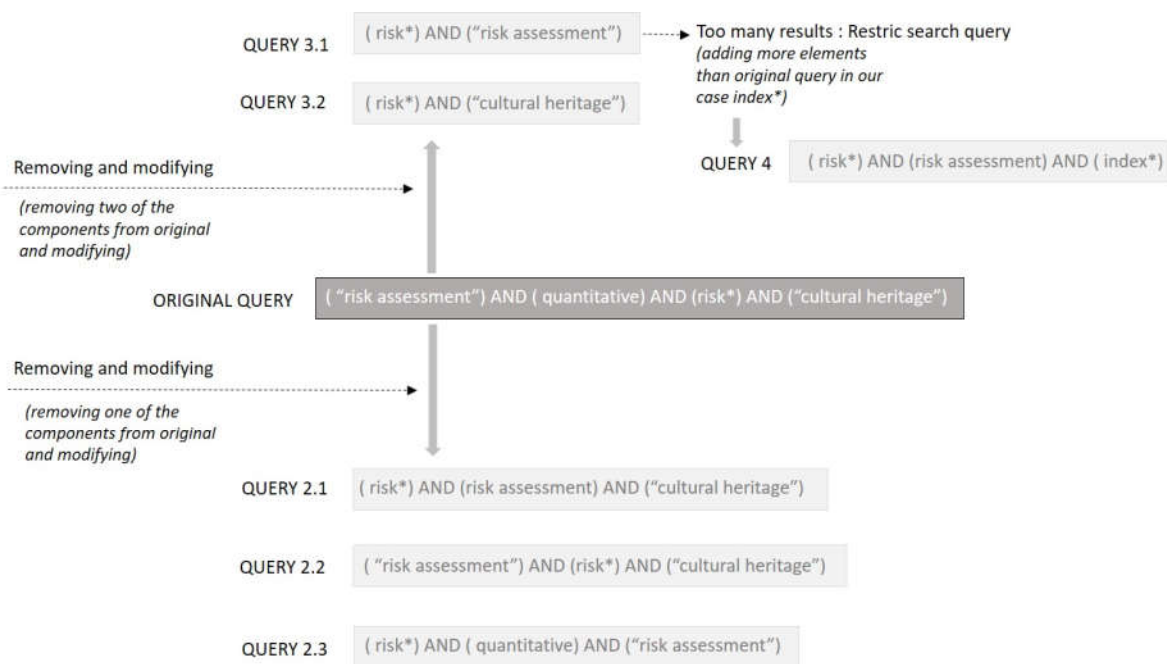 QUERY 3.1
( risk*) AND (“risk assessment”)
Too many results : Restric search query
(adding more elements
than original query in our
case index*)
QUERY 3.2
( risk*) AND (“cultural heritage”)
QUERY 4
( risk*) AND (risk assessment) AND ( index*)
Removing and modifying
(removing two of the
components from original
and modifying)
ORIGINAL QUERY
( “risk assessment”) AND ( quantitative) AND (risk*) AND (“cultural heritage”)
Removing and modifying
(removing one of the
components from original
and modifying)
QUERY 2.1
( risk*) AND (risk assessment) AND (“cultural heritage”)
QUERY 2.2
( “risk assessment”) AND (risk*) AND (“cultural heritage”)
QUERY 2.3
( risk*) AND ( quantitative) AND (“risk assessment”)